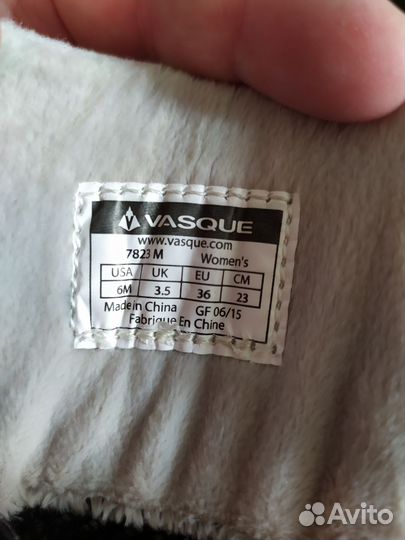 VASQUE
www.vasque.com
7823 M Women's
USA UK EU CM
6M 3.5 36 23
Made in China GF 06/15
Fabrique En Chine
Avito